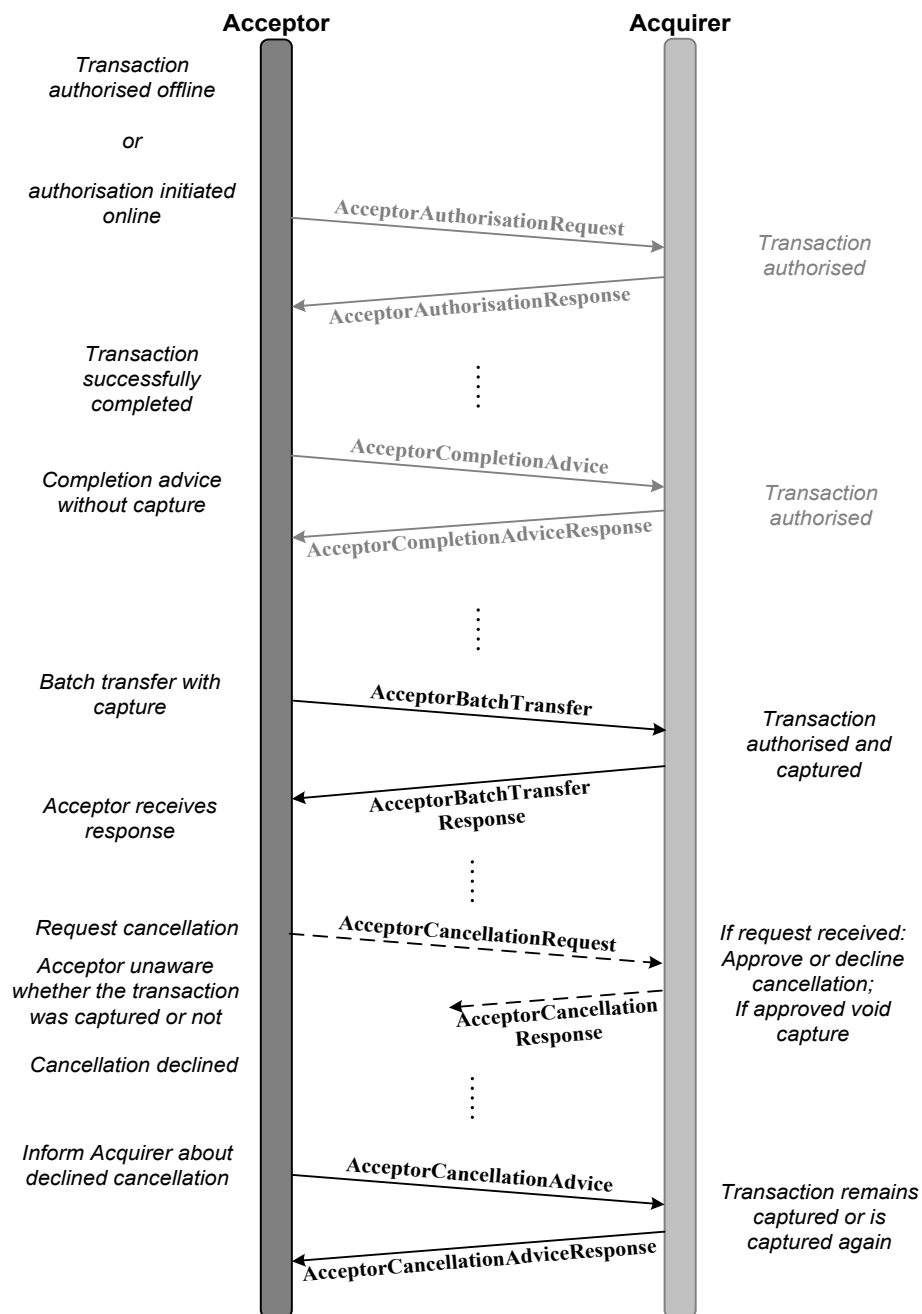 Acceptor
Acquirer
Transaction
authorised offline
or
authorisation initiated
online
AcceptorAuthorisationRequest
Transaction
authorised
AcceptorAuthorisationResponse
Transaction
successfully
completed
AcceptorCompletionAdvice
Completion advice
without capture
Transaction
authorised
AcceptorCompletionAdviceResponse
Batch transfer with
capture
AcceptorBatchTransfer
Transaction
authorised and
captured
AcceptorBatchTransfer
Response
Acceptor receives
response
Request cancellation
AcceptorCancellationRequest
If request received:
Approve or decline
cancellation;
If approved void
capture
Acceptor unaware
whether the transaction
was captured or not
AcceptorCancellation
Response
Cancellation declined
Inform Acquirer about
declined cancellation
AcceptorCancellationAdvice
Transaction remains
captured or is
captured again
AcceptorCancellationAdviceResponse